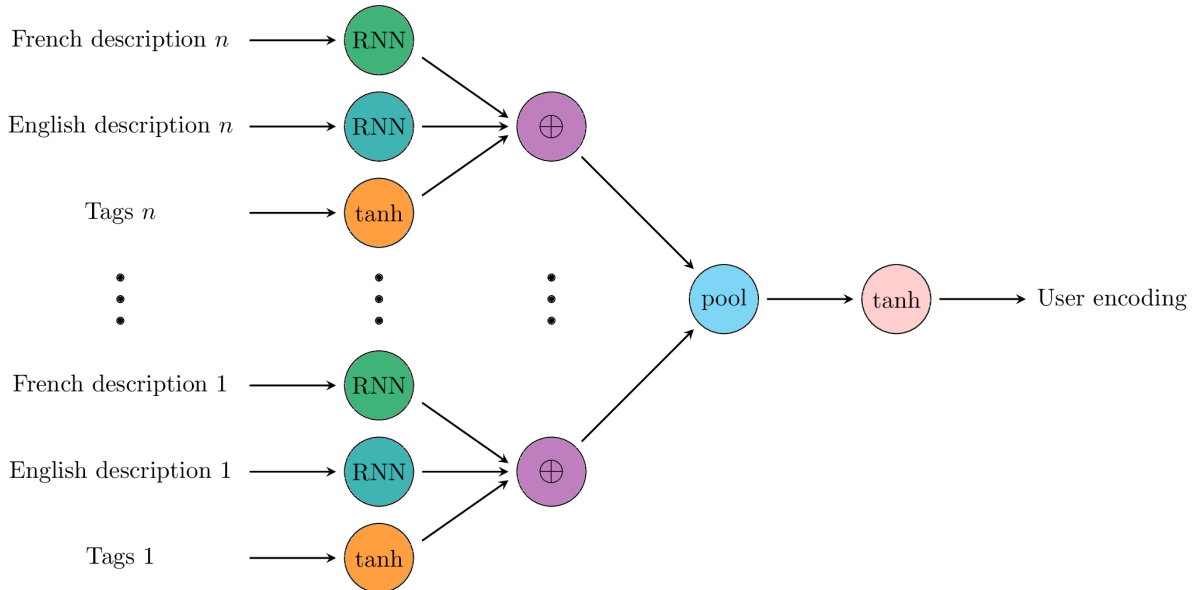 French description n
RNN
English description n
RNN
⊕
Tags n
tanh
pool
tanh
User encoding
French description 1
RNN
English description 1
RNN
⊕
Tags 1
tanh